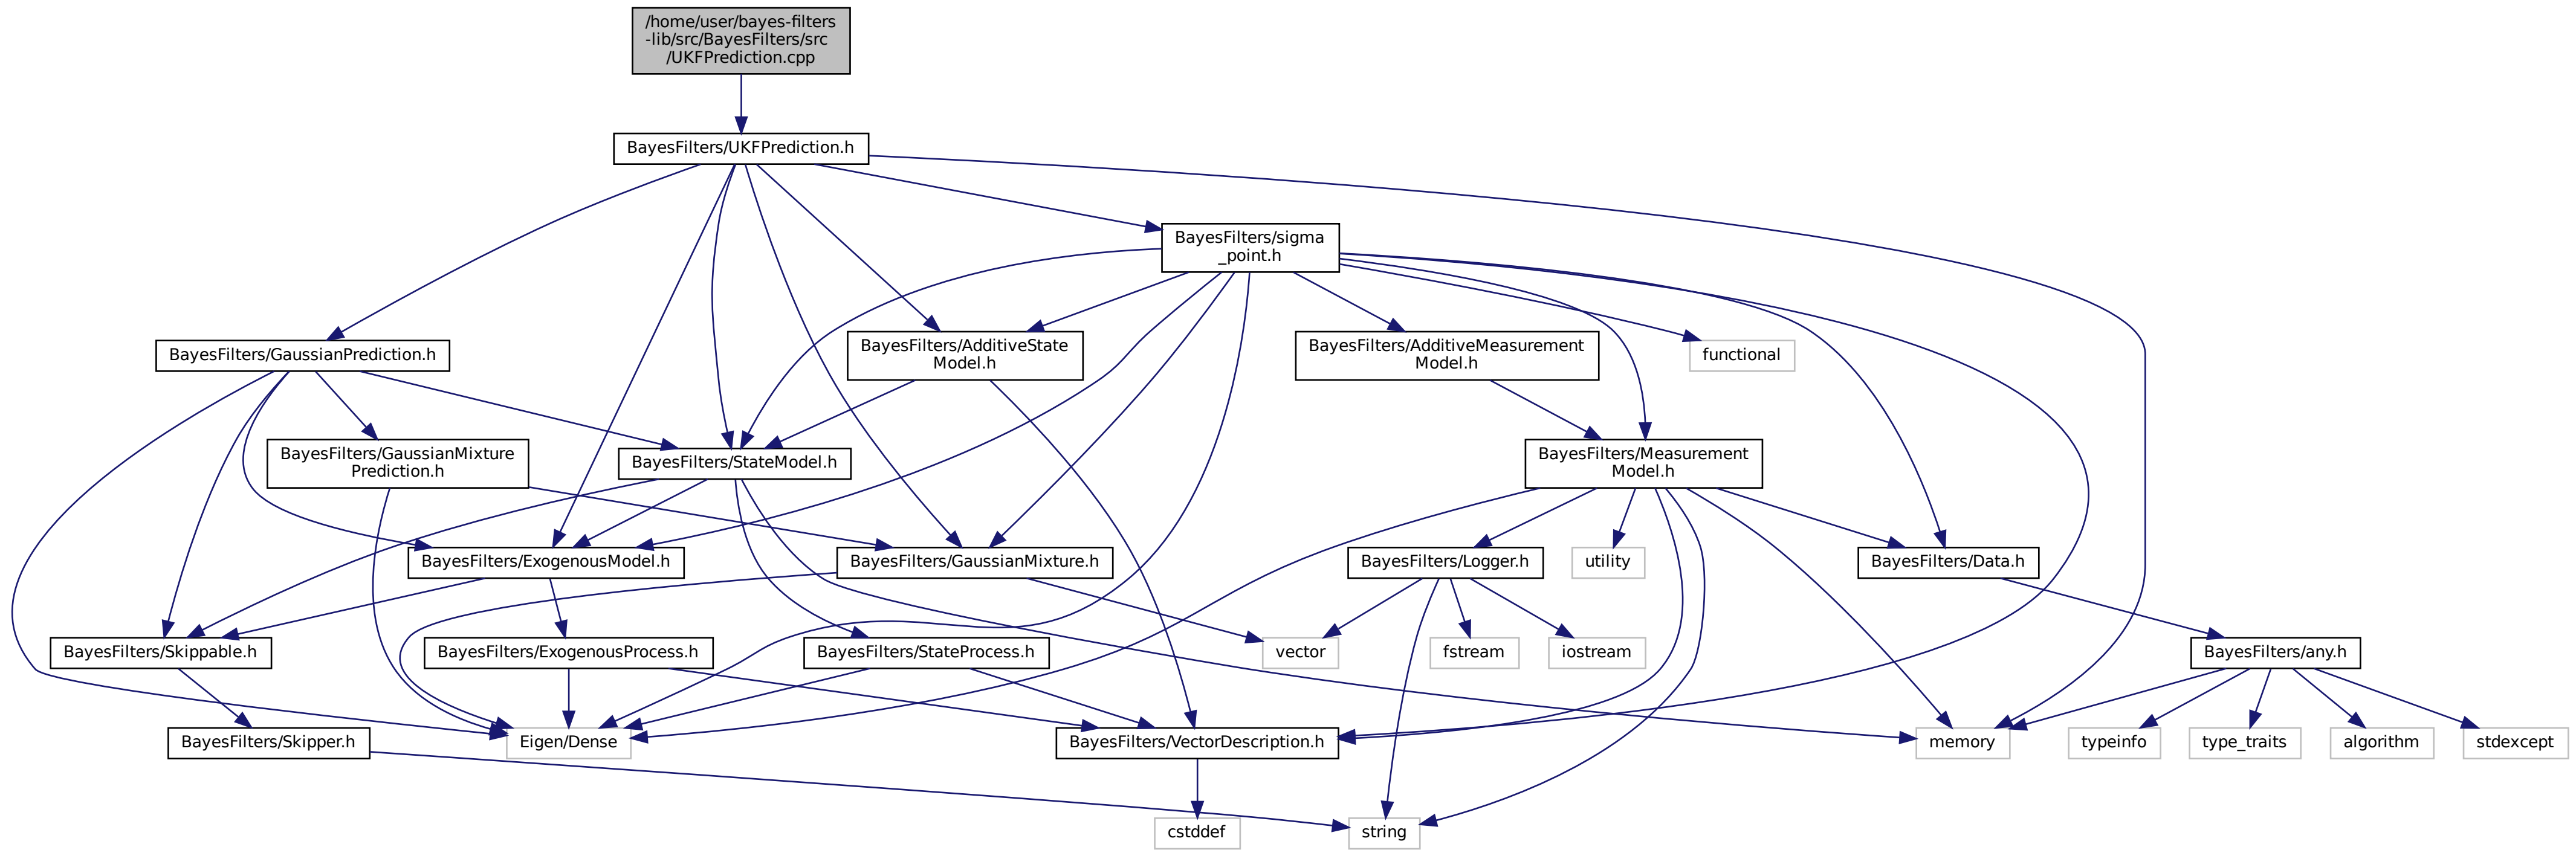 /home/user/bayes-filters
-lib/src/BayesFilters/src
/UKFPrediction.cpp
BayesFilters/UKFPrediction.h
BayesFilters/sigma
_point.h
BayesFilters/GaussianPrediction.h
BayesFilters/AdditiveState
Model.h
BayesFilters/AdditiveMeasurement
Model.h
functional
BayesFilters/GaussianMixture
Prediction.h
BayesFilters/StateModel.h
BayesFilters/Measurement
Model.h
BayesFilters/ExogenousModel.h
BayesFilters/GaussianMixture.h
BayesFilters/Logger.h
utility
BayesFilters/Data.h
BayesFilters/Skippable.h
BayesFilters/ExogenousProcess.h
BayesFilters/StateProcess.h
vector
fstream
iostream
BayesFilters/any.h
BayesFilters/Skipper.h
Eigen/Dense
BayesFilters/VectorDescription.h
memory
typeinfo
type_traits
algorithm
stdexcept
cstddef
string